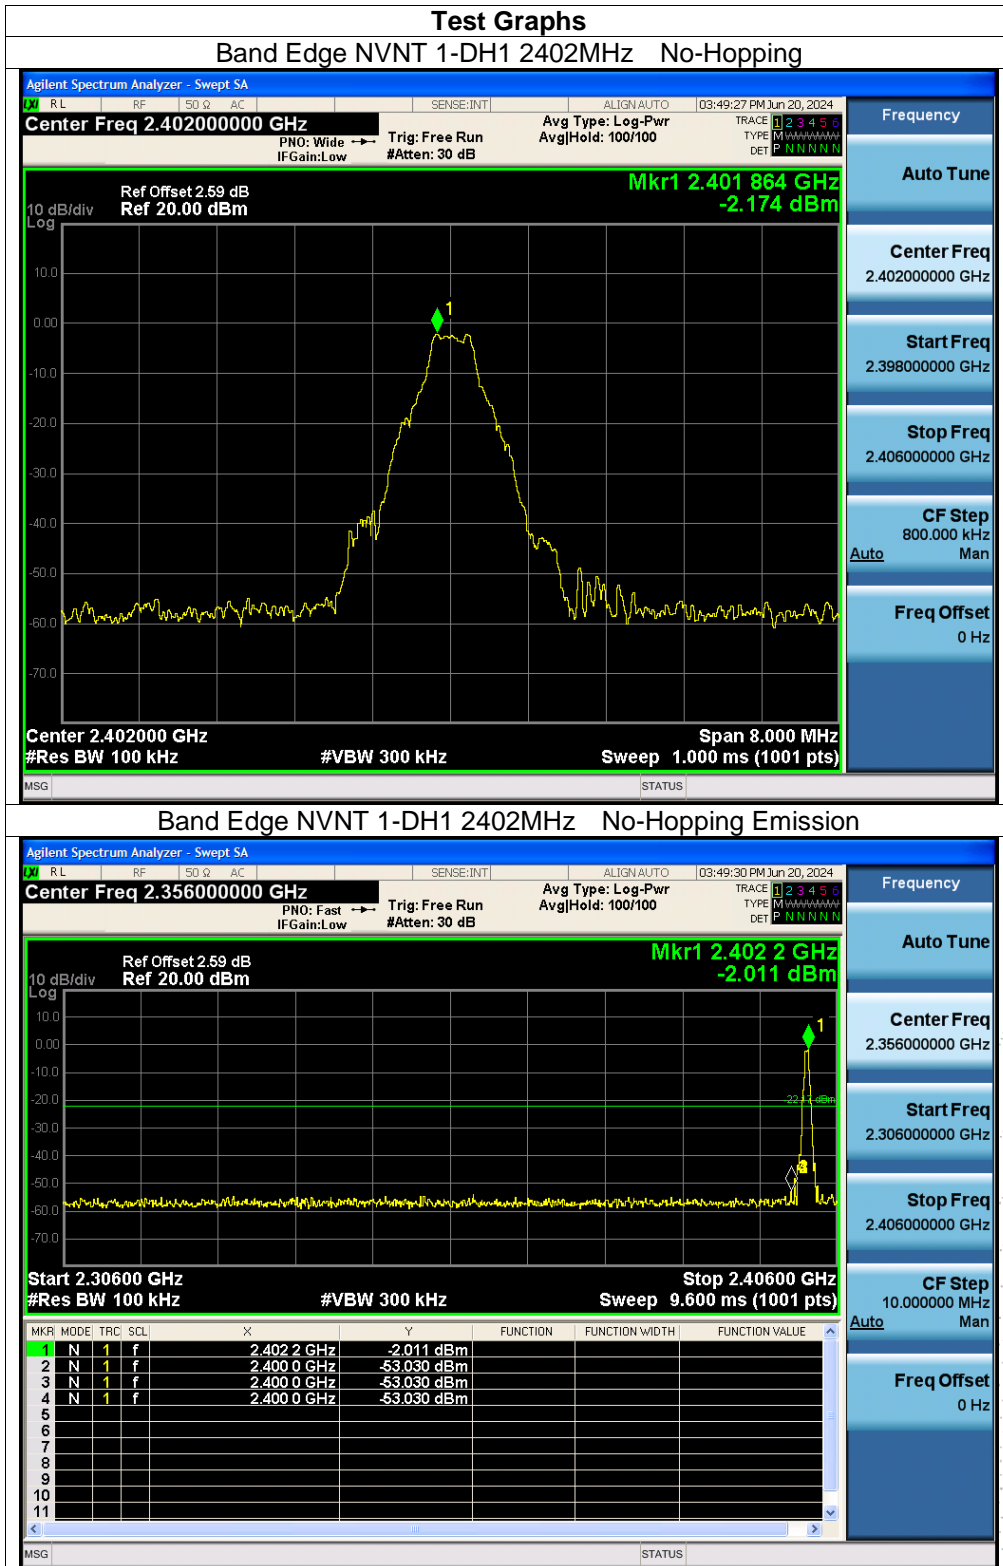 Test Graphs
Band Edge NVNT 1-DH1 2402MHz No-Hopping
Agilent Spectrum Analyzer - Swept SA
LXI RL RF 50 Ω AC SENSE:INT ALIGN AUTO 03:49:27 PM Jun 20, 2024
Center Freq 2.402000000 GHz
PNO: Wide
IFGain:Low
Trig: Free Run
#Atten: 30 dB
Avg Type: Log-Pwr
Avg|Hold: 100/100
TRACE 1 2 3 4 5 6
TYPE M WWWWW
DET P N N N N N
Ref Offset 2.59 dB
10 dB/div Ref 20.00 dBm
Log
Mkr1 2.401 864 GHz
-2.174 dBm
10.0
0.00
-10.0
-20.0
-30.0
-40.0
-50.0
-60.0
-70.0
1
Center 2.402000 GHz Span 8.000 MHz
#Res BW 100 kHz #VBW 300 kHz Sweep 1.000 ms (1001 pts)
MSG STATUS
Frequency
Auto Tune
Center Freq
2.402000000 GHz
Start Freq
2.398000000 GHz
Stop Freq
2.406000000 GHz
CF Step
800.000 kHz
Auto Man
Freq Offset
0 Hz
Band Edge NVNT 1-DH1 2402MHz No-Hopping Emission
Agilent Spectrum Analyzer - Swept SA
LXI RL RF 50 Ω AC SENSE:INT ALIGN AUTO 03:49:30 PM Jun 20, 2024
Center Freq 2.356000000 GHz
PNO: Fast
IFGain:Low
Trig: Free Run
#Atten: 30 dB
Avg Type: Log-Pwr
Avg|Hold: 100/100
TRACE 1 2 3 4 5 6
TYPE M WWWWW
DET P N N N N N
Ref Offset 2.59 dB
10 dB/div Ref 20.00 dBm
Log
Mkr1 2.402 2 GHz
-2.011 dBm
10.0
0.00
-10.0
-20.0
-30.0
-40.0
-50.0
-60.0
-70.0
1
-22.17 dBm
Start 2.30600 GHz Stop 2.40600 GHz
#Res BW 100 kHz #VBW 300 kHz Sweep 9.600 ms (1001 pts)
MKR MODE TRC SCL X Y FUNCTION FUNCTION WIDTH FUNCTION VALUE
1 N 1 f 2.402 2 GHz -2.011 dBm
2 N 1 f 2.400 0 GHz -53.030 dBm
3 N 1 f 2.400 0 GHz -53.030 dBm
4 N 1 f 2.400 0 GHz -53.030 dBm
5
6
7
8
9
10
11
MSG STATUS
Frequency
Auto Tune
Center Freq
2.356000000 GHz
Start Freq
2.306000000 GHz
Stop Freq
2.406000000 GHz
CF Step
10.000000 MHz
Auto Man
Freq Offset
0 Hz